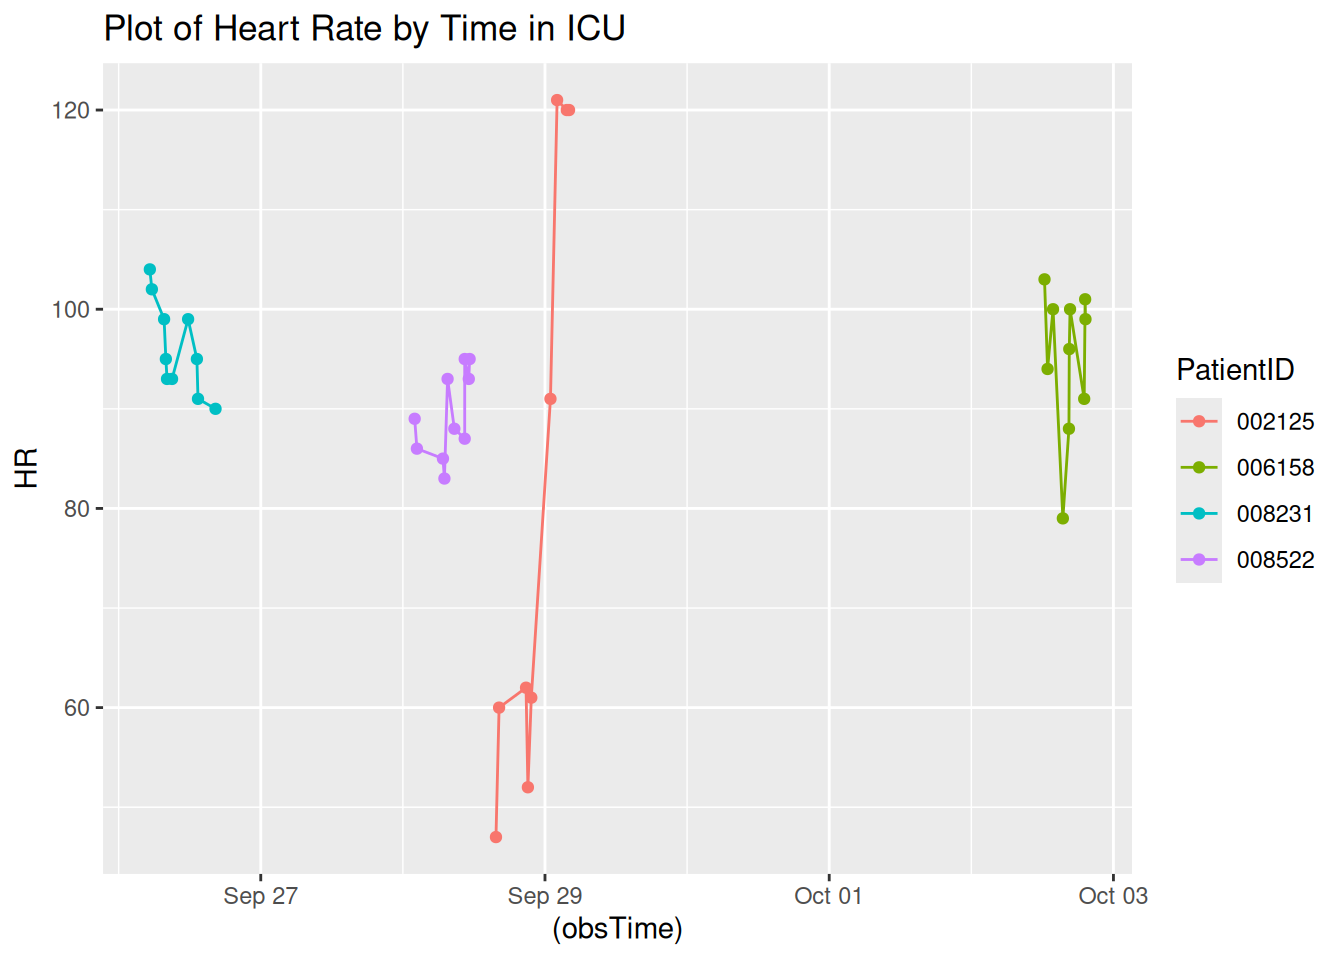 Plot of Heart Rate by Time in ICU
120
100
80
60
HR
Sep 27
Sep 29
Oct 01
Oct 03
(obsTime)
PatientID
002125
006158
008231
008522